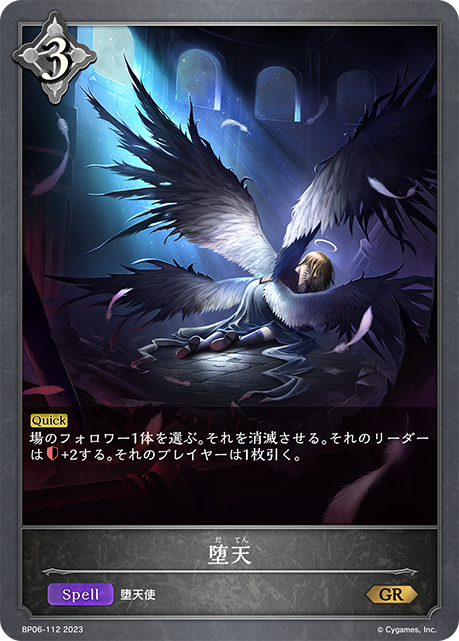 3
Quick
場のフォロワー1体を選ぶ。それを消滅させる。それのリーダー
は+2する。それのプレイヤーは1枚引く。
だ てん
堕天
Spell 堕天使 GR
BP06-112 2023 © Cygames, Inc.